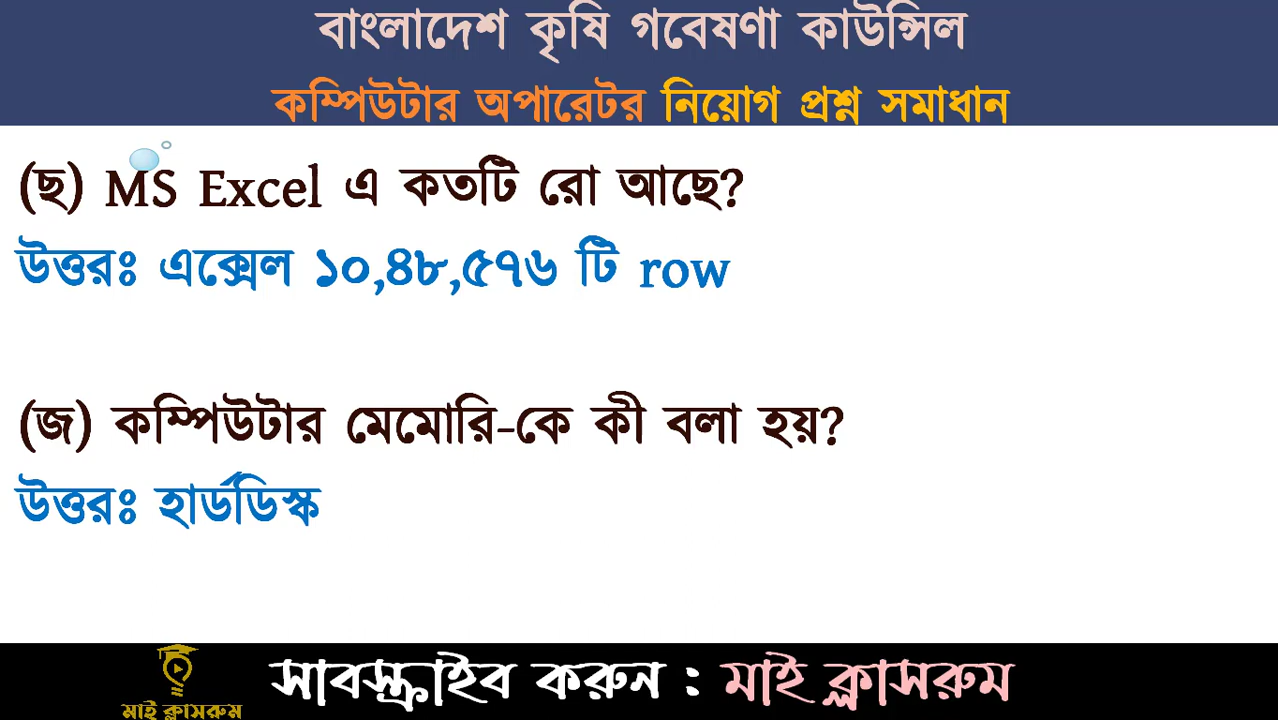 বাংলাদেশ কৃষি গবেষণা কাউন্সিল
কম্পিউটার অপারেটর নিয়োগ প্রশ্ন সমাধান
(ছ) MS Excel এ কতটি রো আছে?
উত্তরঃ এক্সেল ১০,৪৮,৫৭৬ টি row
(জ) কম্পিউটার মেমোরি-কে কী বলা হয়?
উত্তরঃ হার্ডডিস্ক
সাবস্ক্রাইব করুন : মাই ক্লাসরুম
মাই ক্লাসরুম